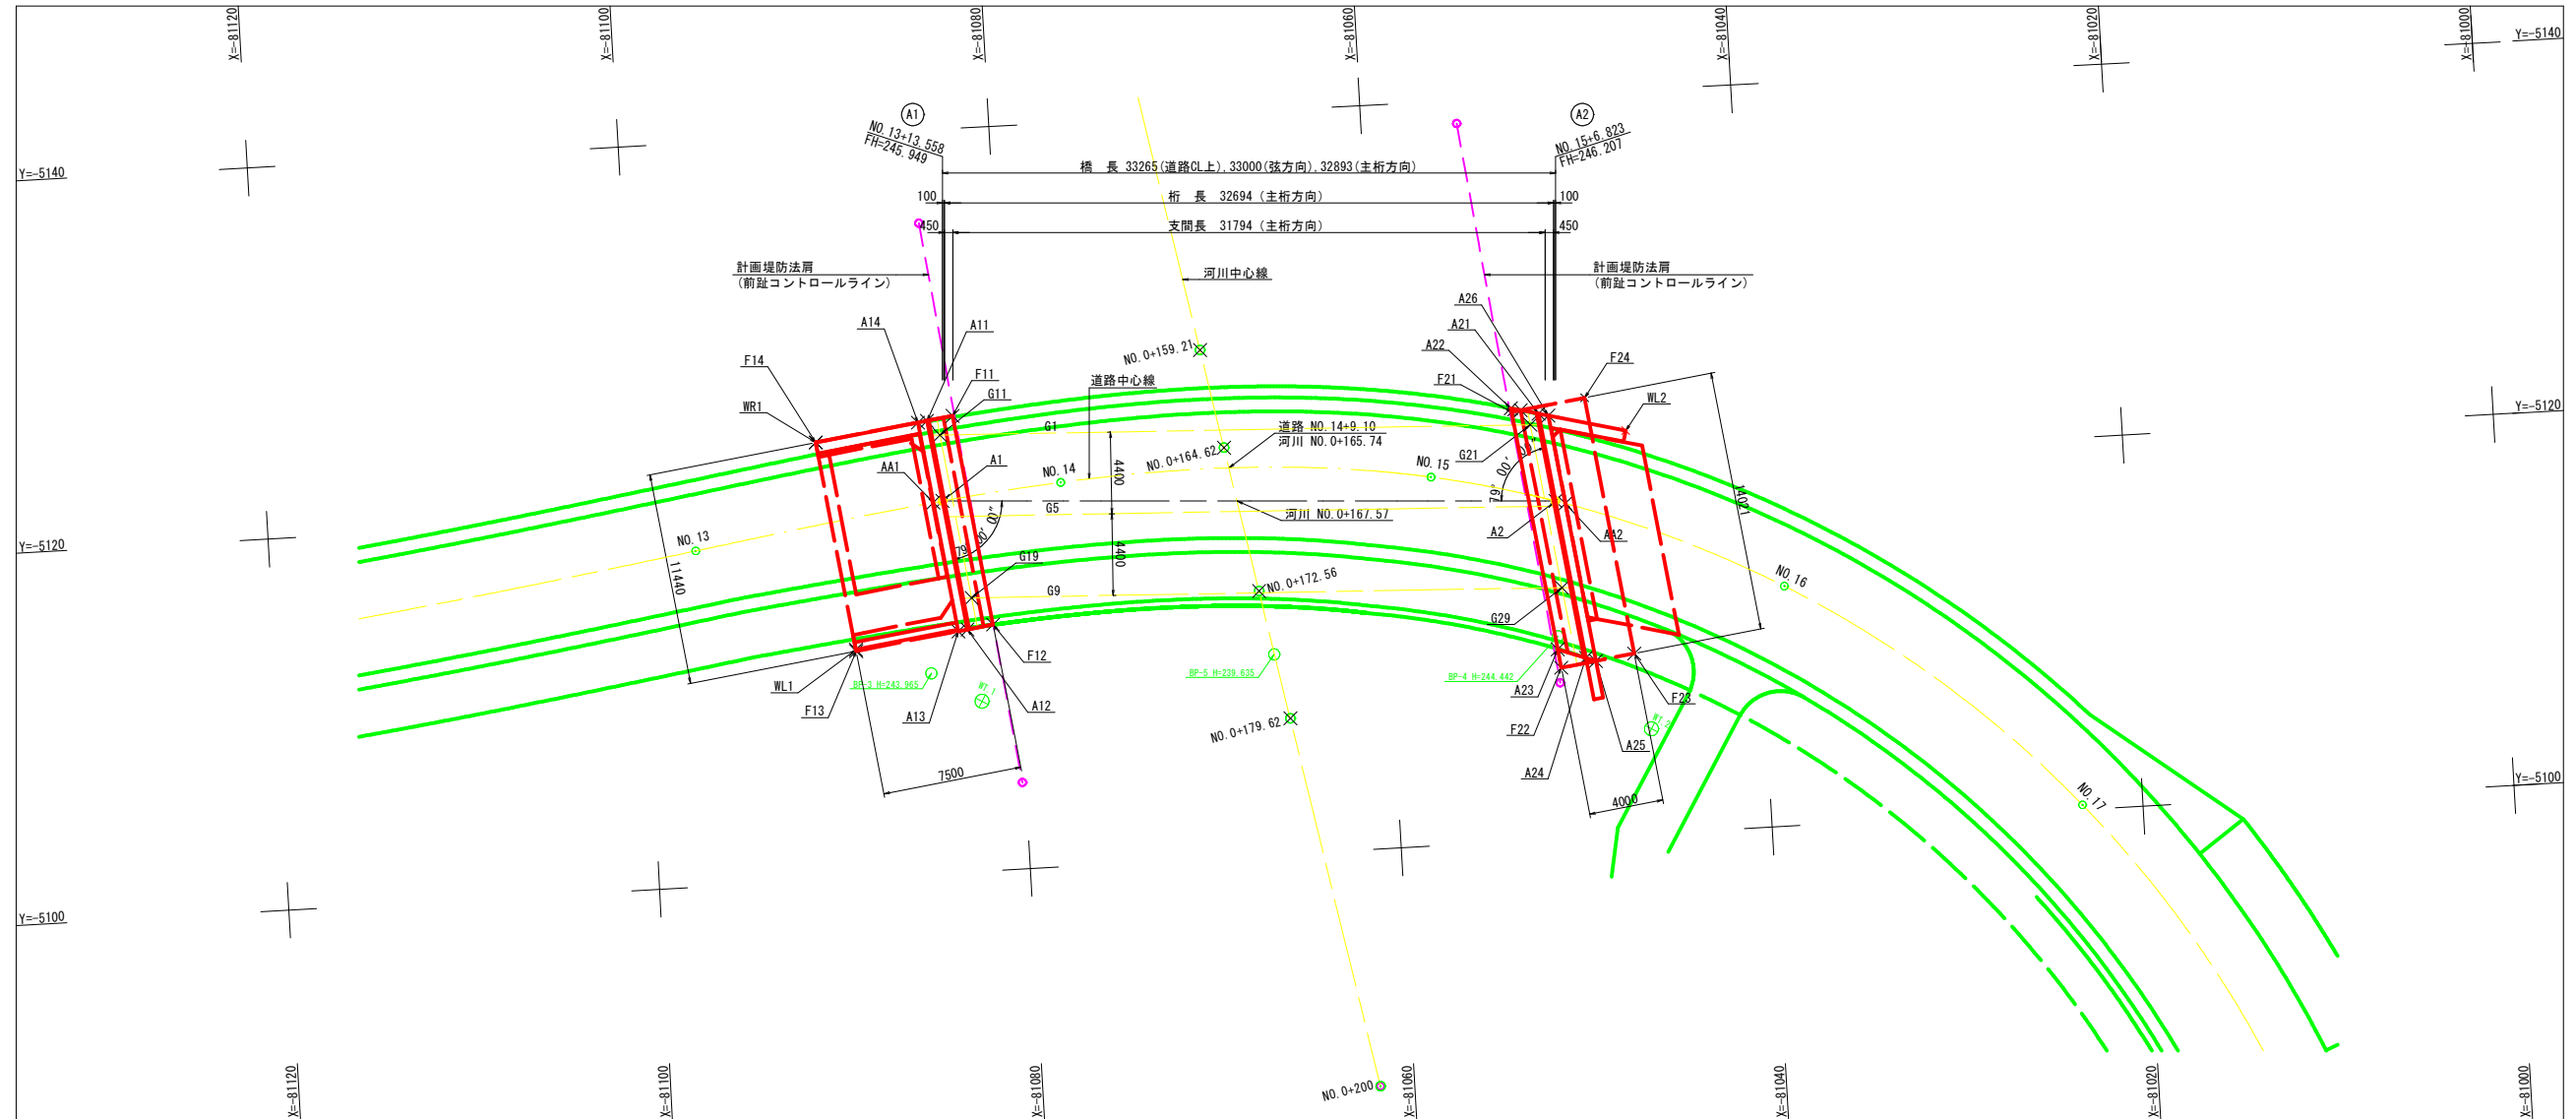 X=-81120
X=-81100
X=-81080
X=-81060
X=-81040
X=-81020
X=-81000
Y=-5140
A1
A2
NO.13+13.558
FH=245.949
NO.15+6.823
FH=246.207
橋 長 33265(道路CL上),33000(弦方向),32893(主桁方向)
Y=-5140
100
桁 長 32694 (主桁方向)
100
450
支間長 31794 (主桁方向)
450
計画堤防法肩
(前趾コントロールライン)
河川中心線
計画堤防法肩
(前趾コントロールライン)
A26
A14
A11
A21
A22
NO.0+159.21
F14
F11
道路中心線
F21
F24
G11
WR1
WL2
Y=-5120
G1
道路 NO.14+9.10
河川 NO.0+165.74
NO.0+164.62
G21
AA1
A1
NO.14
4400
NO.15
79° 00′ 00″
14021
G5
河川 NO.0+167.57
A2
AA2
NO.13
79° 00′ 00″
Y=-5120
G19
11440
4400
NO.0+172.56
NO.16
G9
G29
F12
BP-3 H=243.965
BP-5 H=239.635
BP-4 H=244.442
WL1
WT.1
A23
F23
F13
A13
A12
NO.0+179.62
F22
WT.2
A25
A24
7500
4000
Y=-5100
NO.17
Y=-5100
NO.0+200
X=-81120
X=-81100
X=-81080
X=-81060
X=-81040
X=-81020
X=-81000